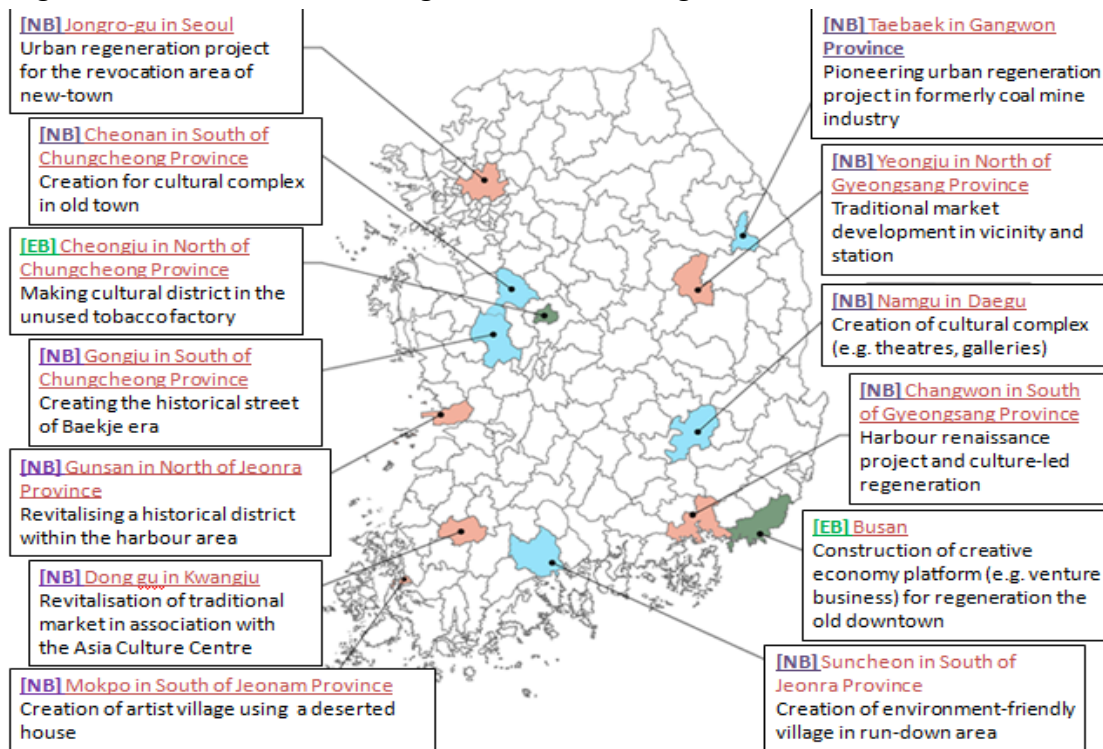 [NB] Jongro-gu in Seoul
Urban regeneration project
for the revocation area of
new-town
[NB] Cheonan in South of
Chungcheong Province
Creation for cultural complex
in old town
[EB] Cheongju in North of
Chungcheong Province
Making cultural district in the
unused tobacco factory
[NB] Gongju in South of
Chungcheong Province
Creating the historical street
of Baekje era
[NB] Gunsan in North of Jeonra
Province
Revitalising a historical district
within the harbour area
[NB] Dong gu in Kwangju
Revitalisation of traditional
market in association with
the Asia Culture Centre
[NB] Mokpo in South of Jeonam Province
Creation of artist village using a deserted
house
[NB] Taebaek in Gangwon
Province
Pioneering urban regeneration
project in formerly coal mine
industry
[NB] Yeongju in North of
Gyeongsang Province
Traditional market
development in vicinity and
station
[NB] Namgu in Daegu
Creation of cultural complex
(e.g. theatres, galleries)
[NB] Changwon in South
of Gyeongsang Province
Harbour renaissance
project and culture-led
regeneration
[EB] Busan
Construction of creative
economy platform (e.g. venture
business) for regeneration the
old downtown
[NB] Suncheon in South of
Jeonra Province
Creation of environment-friendly
village in run-down area